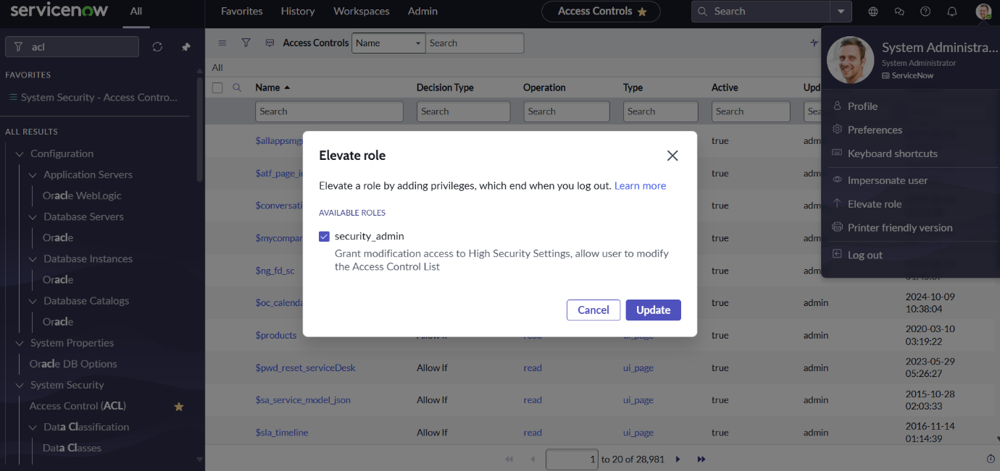 servicenow
All
Favorites
History
Workspaces
Admin
Access Controls
Search
acl
FAVORITES
System Security - Access Contro...
ALL RESULTS
Configuration
Application Servers
Oracle WebLogic
Database Servers
Oracle
Database Instances
Oracle
Database Catalogs
Oracle
System Properties
Oracle DB Options
System Security
Access Control (ACL)
Data Classification
Data Classes
Access Controls
Name
Search
All
Name
Decision Type
Operation
Type
Active
Upd
Search
Search
Search
Search
Search
Sea
$allappsmg
true
adm
$atf_page_in
true
adm
$conversati
true
adm
$mycompan
true
adm
$ng_fd_sc
true
adm
$oc_calenda
true
admin
2024-10-09
10:38:04
$products
read
ui_page
true
admin
2020-03-10
03:19:22
$pwd_reset_serviceDesk
Allow If
read
ui_page
true
admin
2023-05-29
05:26:27
$sa_service_model_json
Allow If
read
ui_page
true
admin
2015-10-28
02:03:33
$sla_timeline
Allow If
read
ui_page
true
admin
2016-11-14
01:14:39
1 to 20 of 28,981
Elevate role
Elevate a role by adding privileges, which end when you log out. Learn more
AVAILABLE ROLES
security_admin
Grant modification access to High Security Settings, allow user to modify
the Access Control List
Cancel
Update
System Administra...
System Administrator
ServiceNow
Profile
Preferences
Keyboard shortcuts
Impersonate user
Elevate role
Printer friendly version
Log out